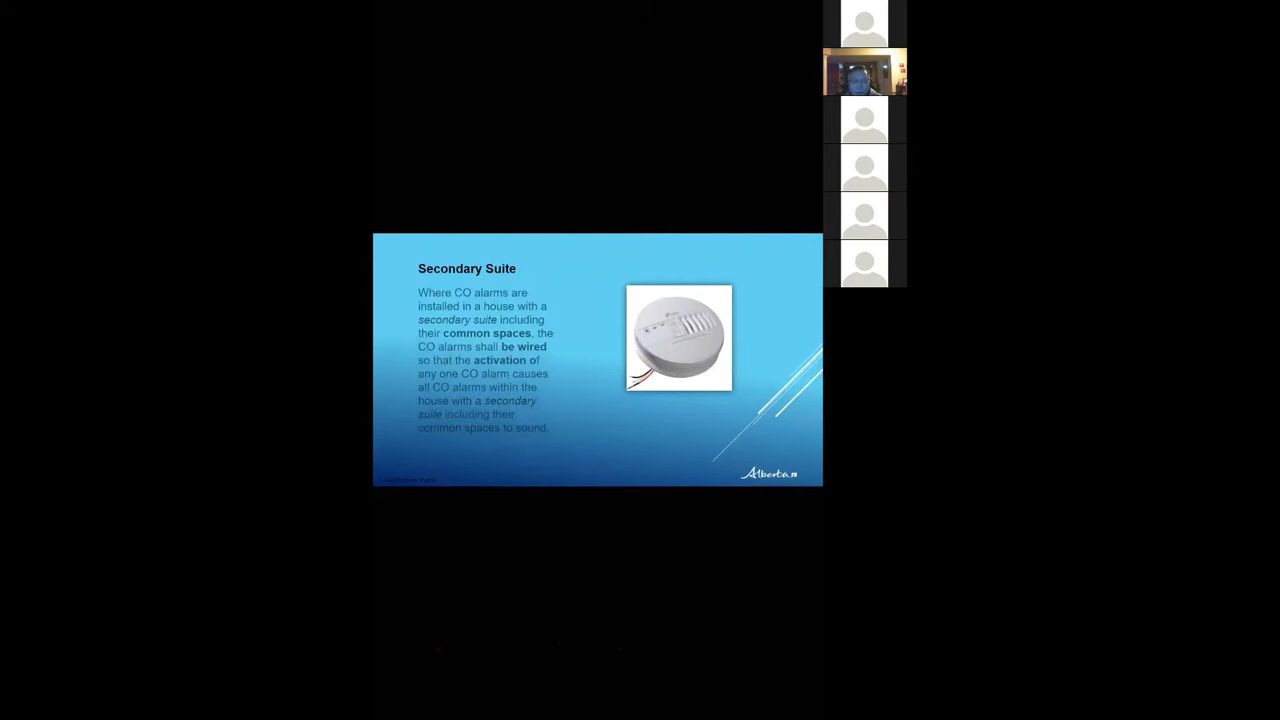 Secondary Suite
Where CO alarms are
installed in a house with a
secondary suite including
their common spaces, the
CO alarms shall be wired
so that the activation of
any one CO alarm causes
all CO alarms within the
house with a secondary
suite including their
common spaces to sound.
Alberta